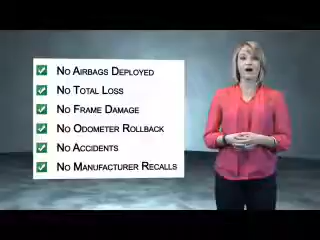 No Airbags Deployed
No Total Loss
No Frame Damage
No Odometer Rollback
No Accidents
No Manufacturer Recalls